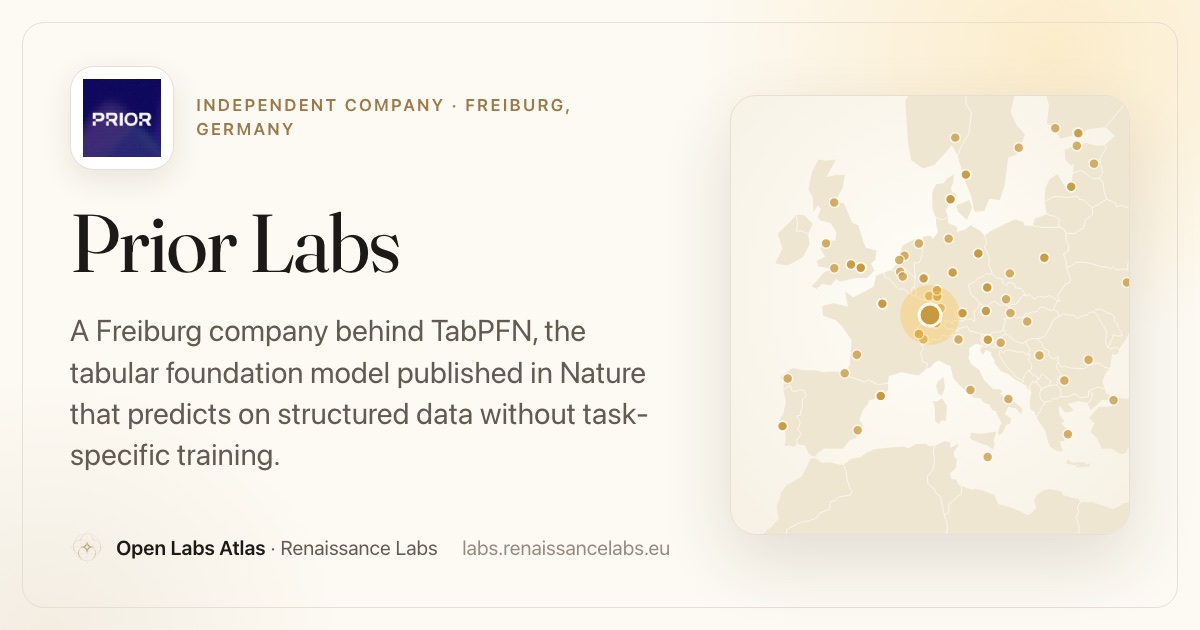 PRIOR
INDEPENDENT COMPANY · FREIBURG,
GERMANY
Prior Labs
A Freiburg company behind TabPFN, the
tabular foundation model published in Nature
that predicts on structured data without task-
specific training.
Open Labs Atlas · Renaissance Labs labs.renaissancelabs.eu